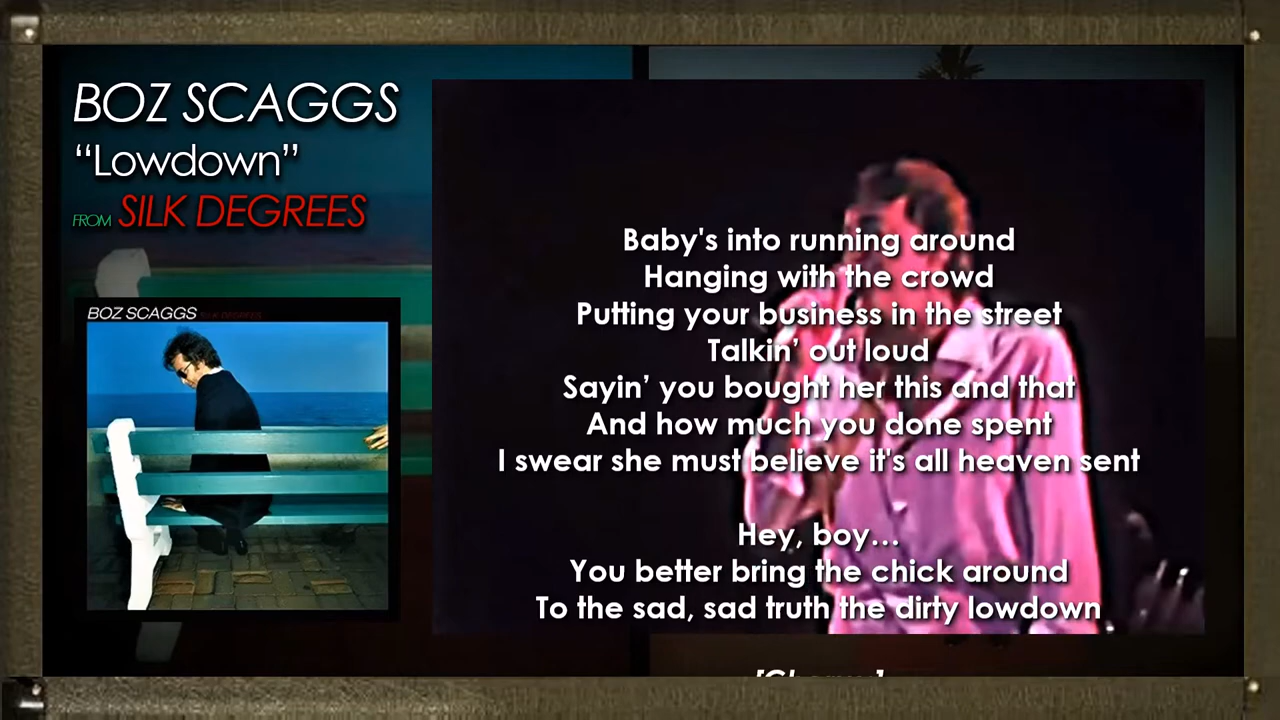 BOZ SCAGGS
“Lowdown”
FROM SILK DEGREES
BOZ SCAGGS SILK DEGREES
Baby's into running around
Hanging with the crowd
Putting your business in the street
Talkin’ out loud
Sayin’ you bought her this and that
And how much you done spent
I swear she must believe it's all heaven sent
Hey, boy…
You better bring the chick around
To the sad, sad truth the dirty lowdown